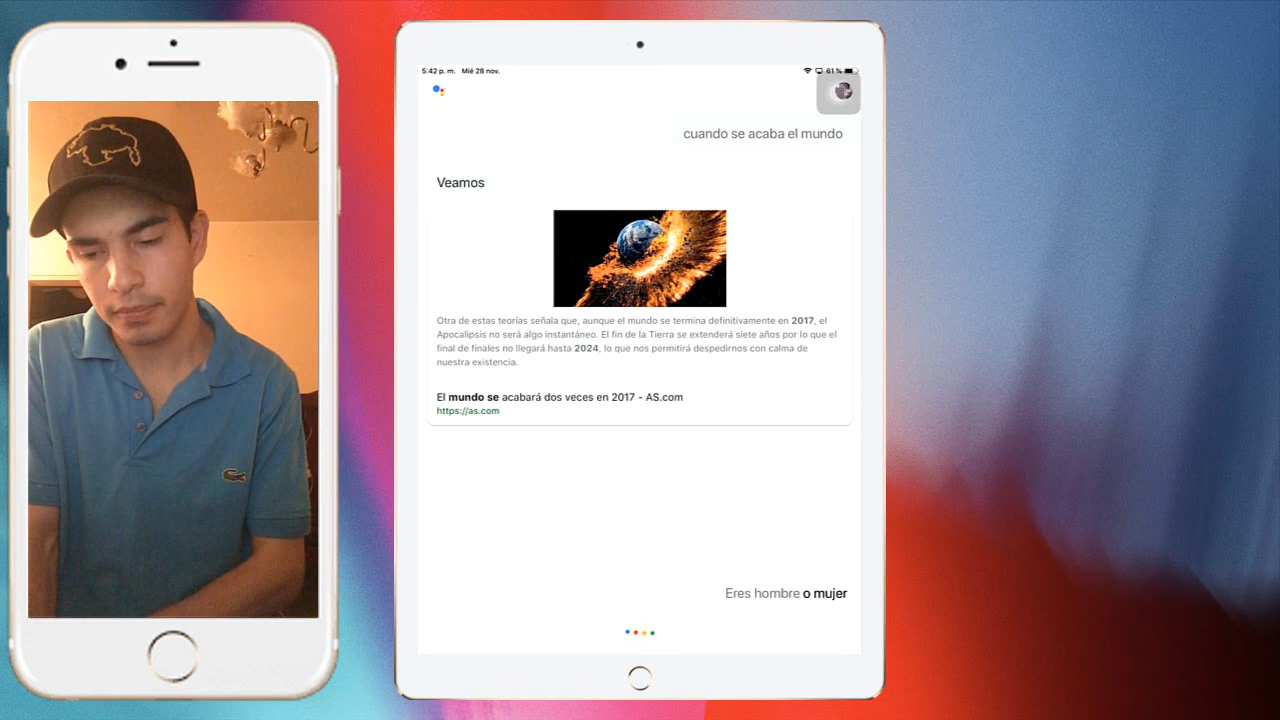 5:42 p. m. Mié 28 nov. 61 %
cuando se acaba el mundo
Veamos
Otra de estas teorías señala que, aunque el mundo se termina definitivamente en 2017, el
Apocalipsis no será algo instantáneo. El fin de la Tierra se extenderá siete años por lo que el
final de finales no llegará hasta 2024, lo que nos permitirá despedirnos con calma de
nuestra existencia.
El mundo se acabará dos veces en 2017 - AS.com
https://as.com
Eres hombre o mujer